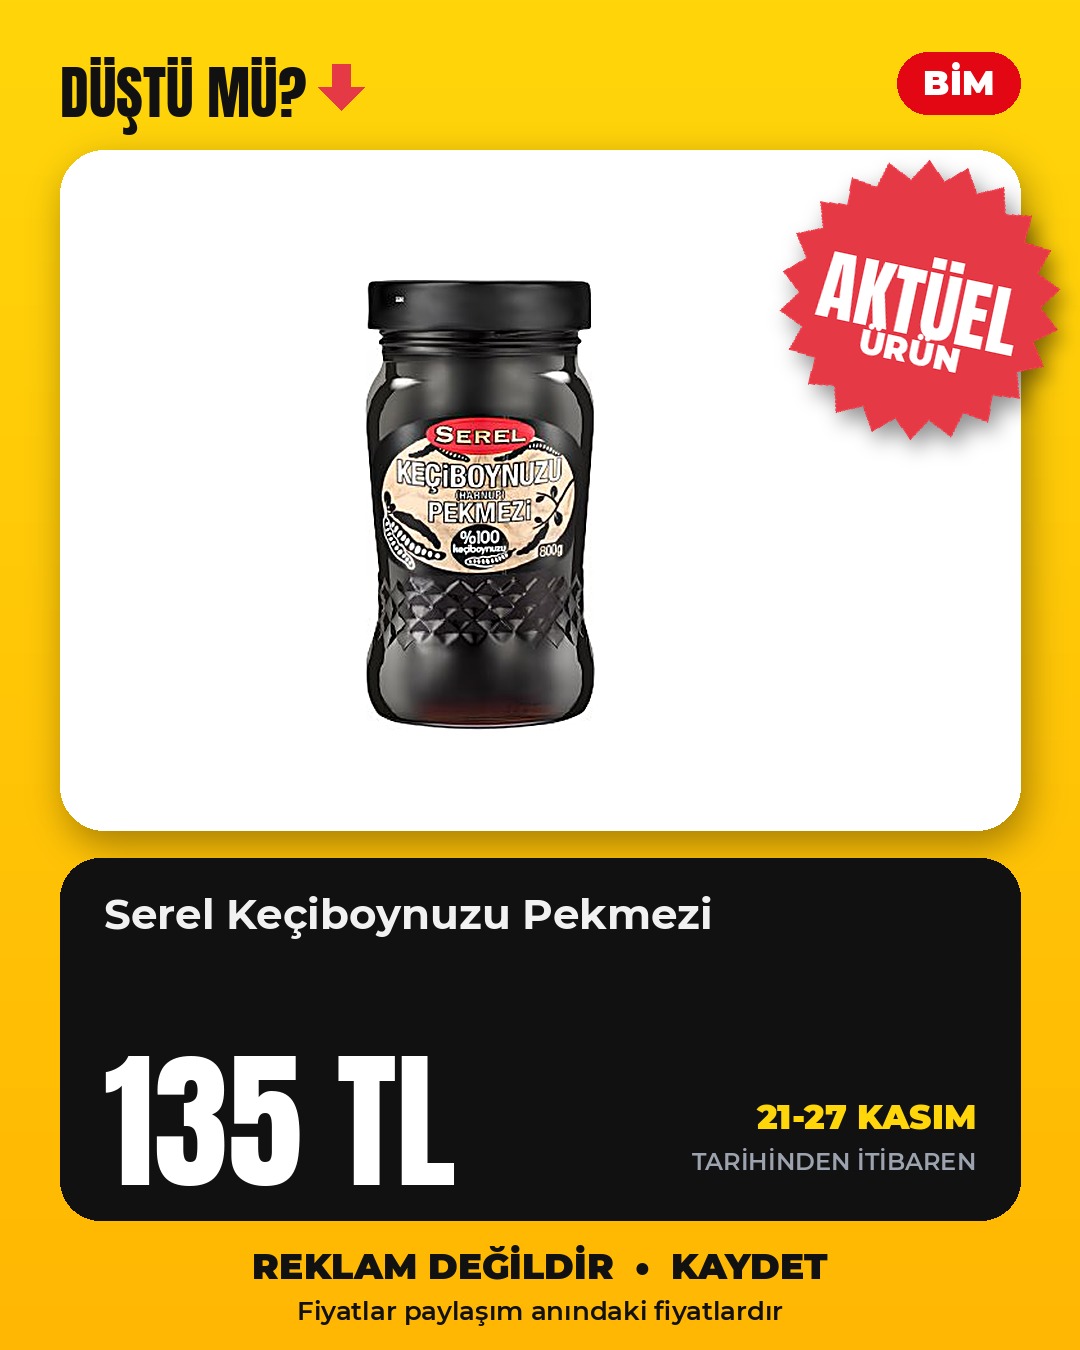 DÜŞTÜ MÜ?
BİM
AKTÜEL
ÜRÜN
SEREL
KEÇİBOYNUZU
(HARNUP)
PEKMEZİ
%100
keçiboynuzu
800g
Serel Keçiboynuzu Pekmezi
135 TL
21-27 KASIM
TARİHİNDEN İTİBAREN
REKLAM DEĞİLDİR • KAYDET
Fiyatlar paylaşım anındaki fiyatlardır